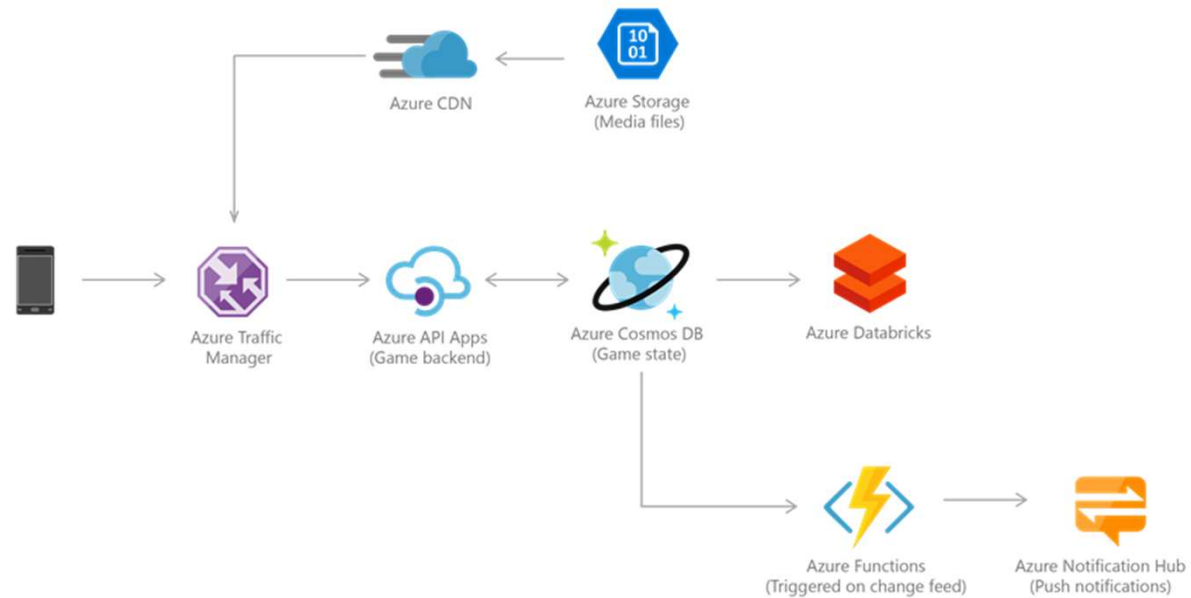 10
01
Azure CDN
Azure Storage
(Media files)
Azure Traffic
Manager
Azure API Apps
(Game backend)
Azure Cosmos DB
(Game state)
Azure Databricks
Azure Functions
(Triggered on change feed)
Azure Notification Hub
(Push notifications)